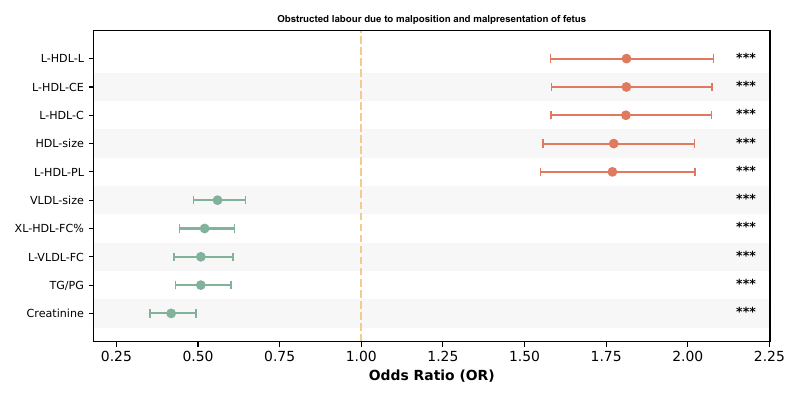 Obstructed labour due to malposition and malpresentation of fetus
L-HDL-L ***
L-HDL-CE ***
L-HDL-C ***
HDL-size ***
L-HDL-PL ***
VLDL-size ***
XL-HDL-FC% ***
L-VLDL-FC ***
TG/PG ***
Creatinine ***
0.25 0.50 0.75 1.00 1.25 1.50 1.75 2.00 2.25
Odds Ratio (OR)